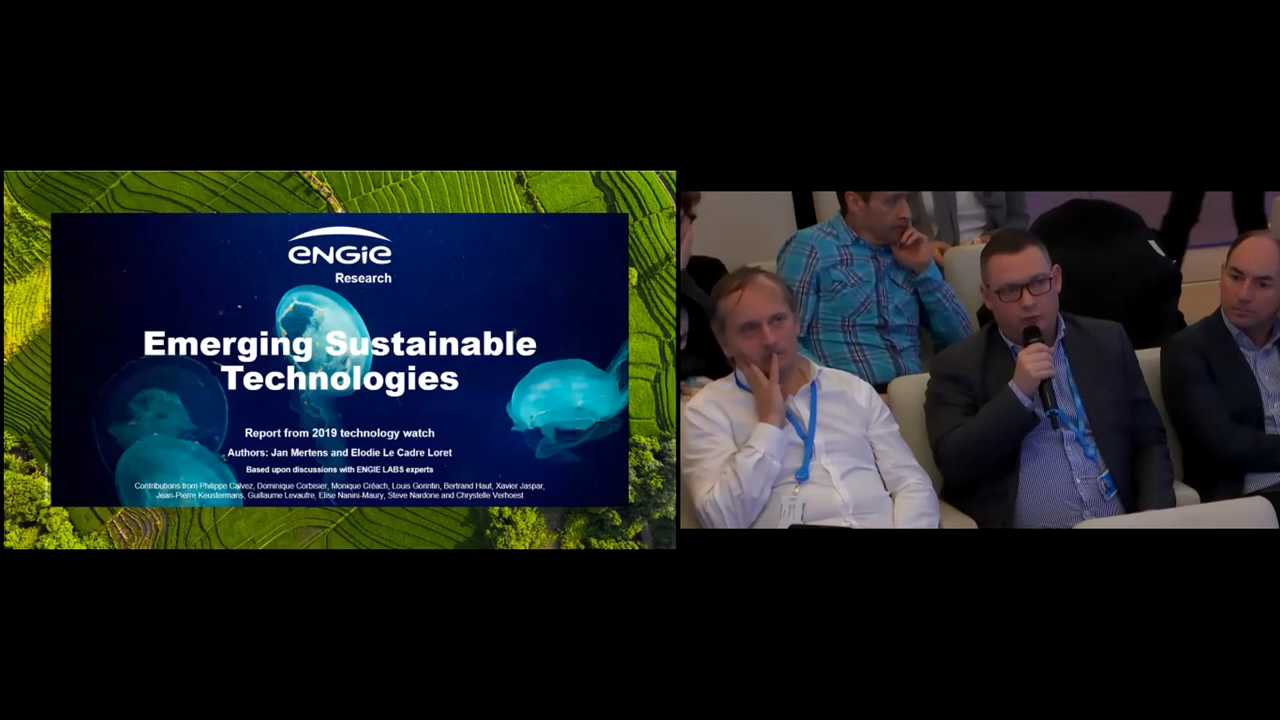 ENGIE
Research
Emerging Sustainable
Technologies
Report from 2019 technology watch
Authors: Jan Mertens and Elodie Le Cadre Loret
Based upon discussions with ENGIE LABS experts
Contributions from Philippe Calvez, Dominique Corbisier, Monique Créach, Louis Gorintin, Bertrand Haut, Xavier Jaspar,
Jean-Pierre Keustermans, Guillaume Levaufre, Elise Nanini-Maury, Steve Nardone and Chrystelle Verhoest